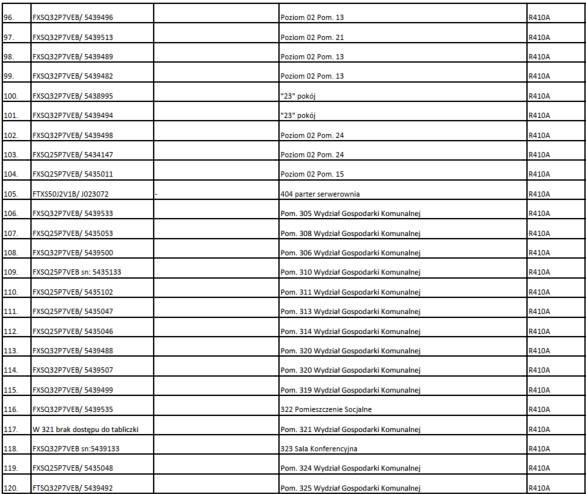 96. FXSQ32P7VEB/ 5439496 Poziom 02 Pom. 13 R410A
97. FXSQ32P7VEB/ 5439513 Poziom 02 Pom. 21 R410A
98. FXSQ32P7VEB/ 5439489 Poziom 02 Pom. 13 R410A
99. FXSQ32P7VEB/ 5439482 Poziom 02 Pom. 13 R410A
100. FXSQ32P7VEB/ 5438995 "23" pokój R410A
101. FXSQ32P7VEB/ 5439494 "23" pokój R410A
102. FXSQ32P7VEB/ 5439498 Poziom 02 Pom. 24 R410A
103. FXSQ25P7VEB/ 5434147 Poziom 02 Pom. 24 R410A
104. FXSQ25P7VEB/ 5435011 Poziom 02 Pom. 15 R410A
105. FTXS50J2V1B/ J023072 - 404 parter serwerownia R410A
106. FXSQ32P7VEB/ 5439533 Pom. 305 Wydział Gospodarki Komunalnej R410A
107. FXSQ25P7VEB/ 5435053 Pom. 308 Wydział Gospodarki Komunalnej R410A
108. FXSQ32P7VEB/ 5439500 Pom. 306 Wydział Gospodarki Komunalnej R410A
109. FXSQ25P7VEB sn: 5435133 Pom. 310 Wydział Gospodarki Komunalnej R410A
110. FXSQ25P7VEB/ 5435102 Pom. 311 Wydział Gospodarki Komunalnej R410A
111. FXSQ25P7VEB/ 5435047 Pom. 313 Wydział Gospodarki Komunalnej R410A
112. FXSQ25P7VEB/ 5435046 Pom. 314 Wydział Gospodarki Komunalnej R410A
113. FXSQ32P7VEB/ 5439488 Pom. 320 Wydział Gospodarki Komunalnej R410A
114. FXSQ32P7VEB/ 5439507 Pom. 320 Wydział Gospodarki Komunalnej R410A
115. FXSQ32P7VEB/ 5439499 Pom. 319 Wydział Gospodarki Komunalnej R410A
116. FXSQ32P7VEB/ 5439535 322 Pomieszczenie Socjalne R410A
117. W 321 brak dostępu do tabliczki Pom. 321 Wydział Gospodarki Komunalnej R410A
118. FXSQ32P7VEB sn:5439133 323 Sala Konferencyjna R410A
119. FXSQ25P7VEB/ 5435048 Pom. 324 Wydział Gospodarki Komunalnej R410A
120. FTSQ32P7VEB/ 5439492 Pom. 325 Wydział Gospodarki Komunalnej R410A